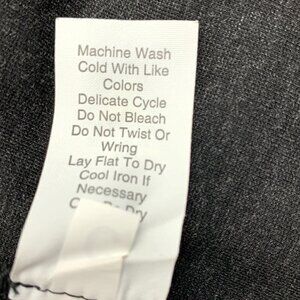 Machine Wash
Cold With Like
Colors
Delicate Cycle
Do Not Bleach
Do Not Twist Or
Wring
Lay Flat To Dry
Cool Iron If
Necessary
Dry